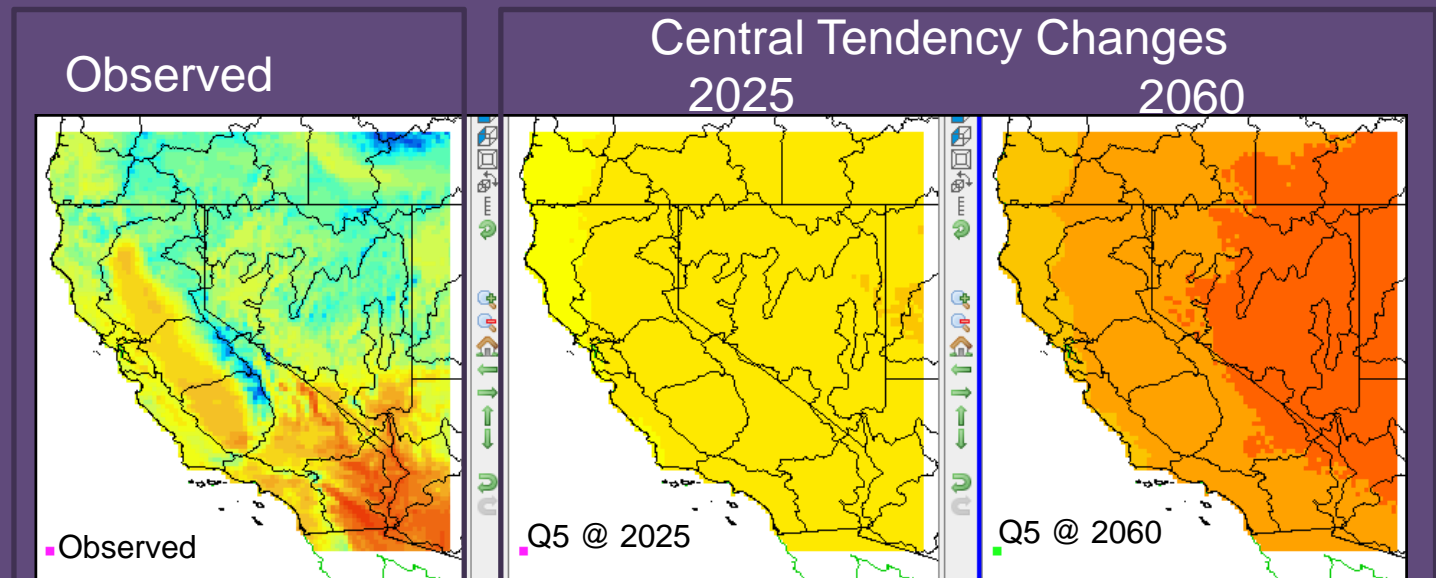 Observed
Central Tendency Changes
2025
2060
Observed
Q5 @ 2025
Q5 @ 2060